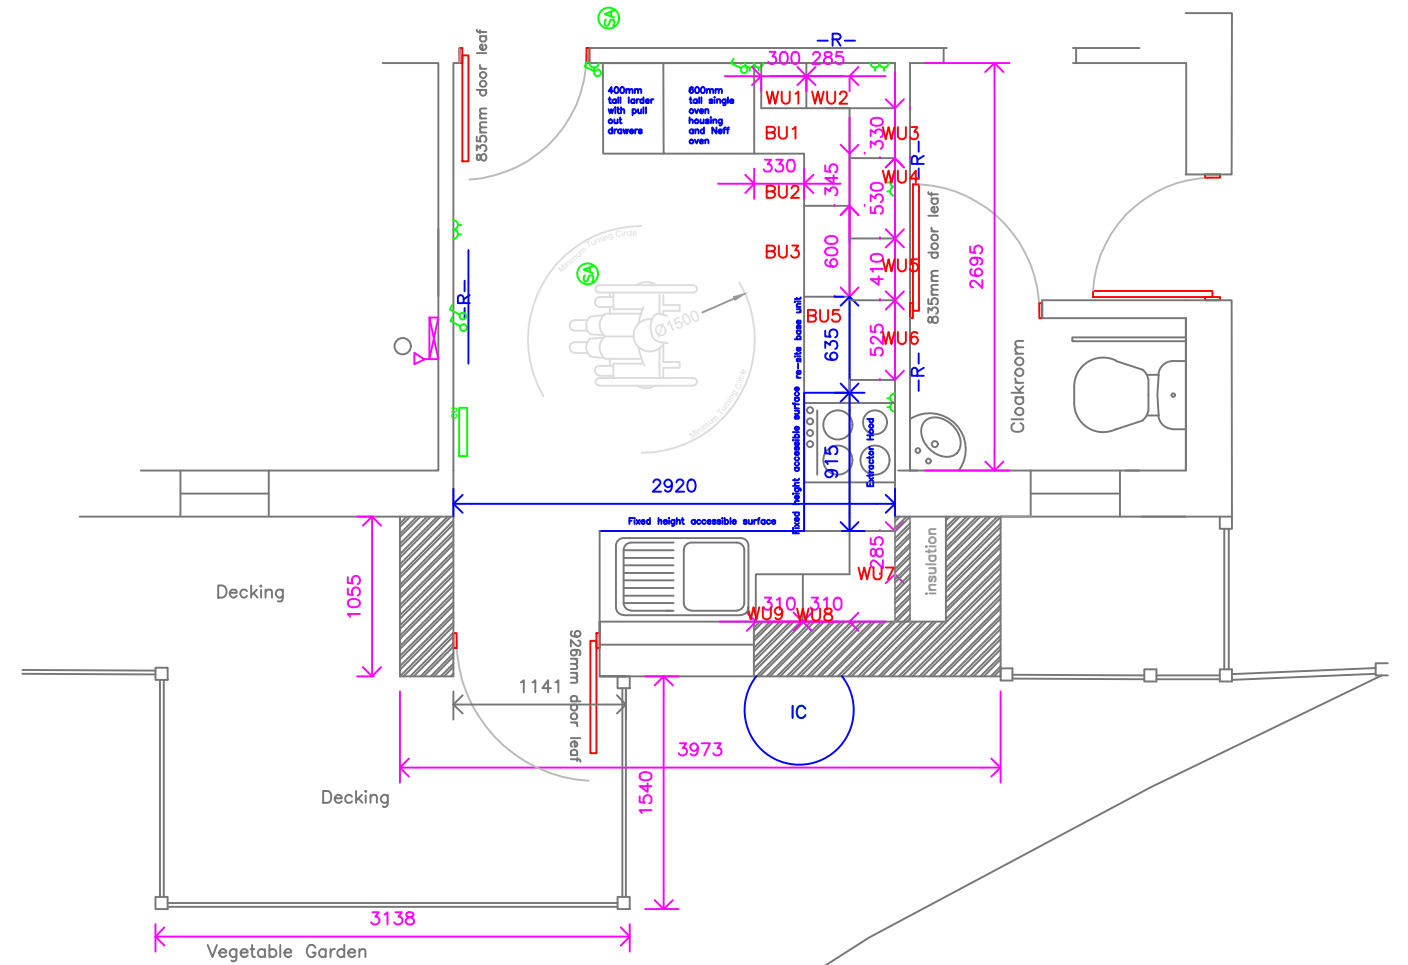 SA
-R-
835mm door leaf
300 285
400mm
tall larder
with pull
out
drawers
600mm
tall single
oven
housing
and Neff
oven
WU1 WU2
BU1
330
WU3
-R-
330
345
WU4
BU2
530
835mm door leaf
Minimum Turning Circle
BU3
600
410
WU5
2695
SA
-R-
Ø1500
BU5
635
525
WU6
-R-
Cloakroom
Minimum Turning Circle
CU
Fixed height accessible surface re-site base unit
915
Extractor Hood
2920
Fixed height accessible surface
285
WU7
insulation
Decking
1055
310 310
WU9 WU8
926mm door leaf
1141
IC
3973
1540
Decking
3138
Vegetable Garden